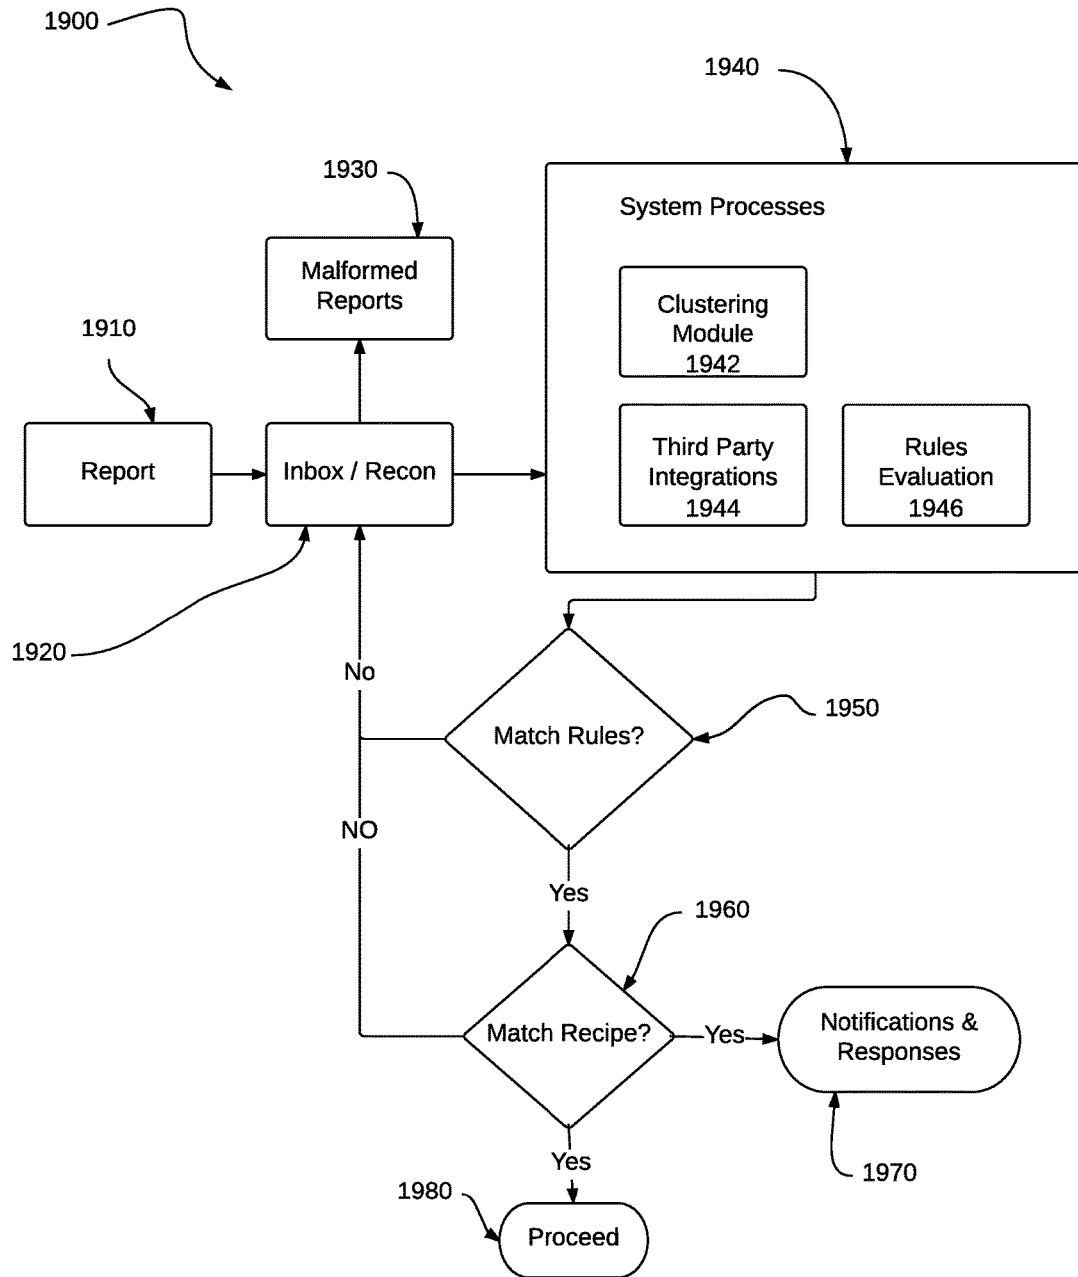 1900
1940
System Processes
1930
Malformed
Reports
Clustering
Module
1942
1910
Report
Inbox / Recon
Third Party
Integrations
1944
Rules
Evaluation
1946
1920
No
Match Rules?
1950
NO
Yes
1960
Match Recipe?
Yes
Notifications &
Responses
1970
Yes
1980
Proceed